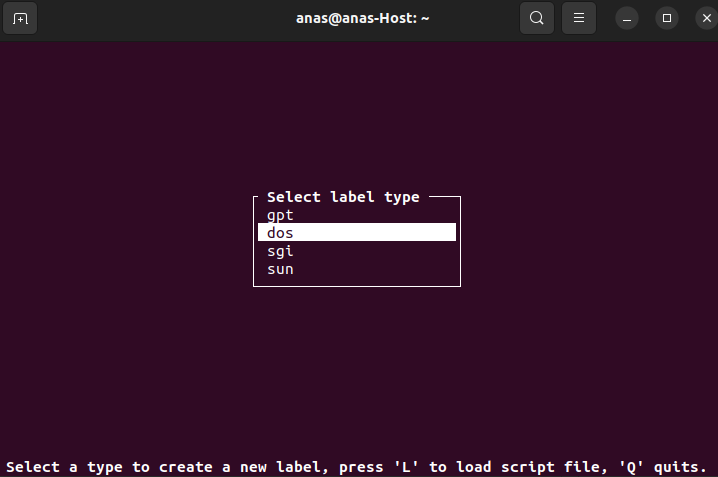 anas@anas-Host: ~
Select label type
gpt
dos
sgi
sun
Select a type to create a new label, press 'L' to load script file, 'Q' quits.